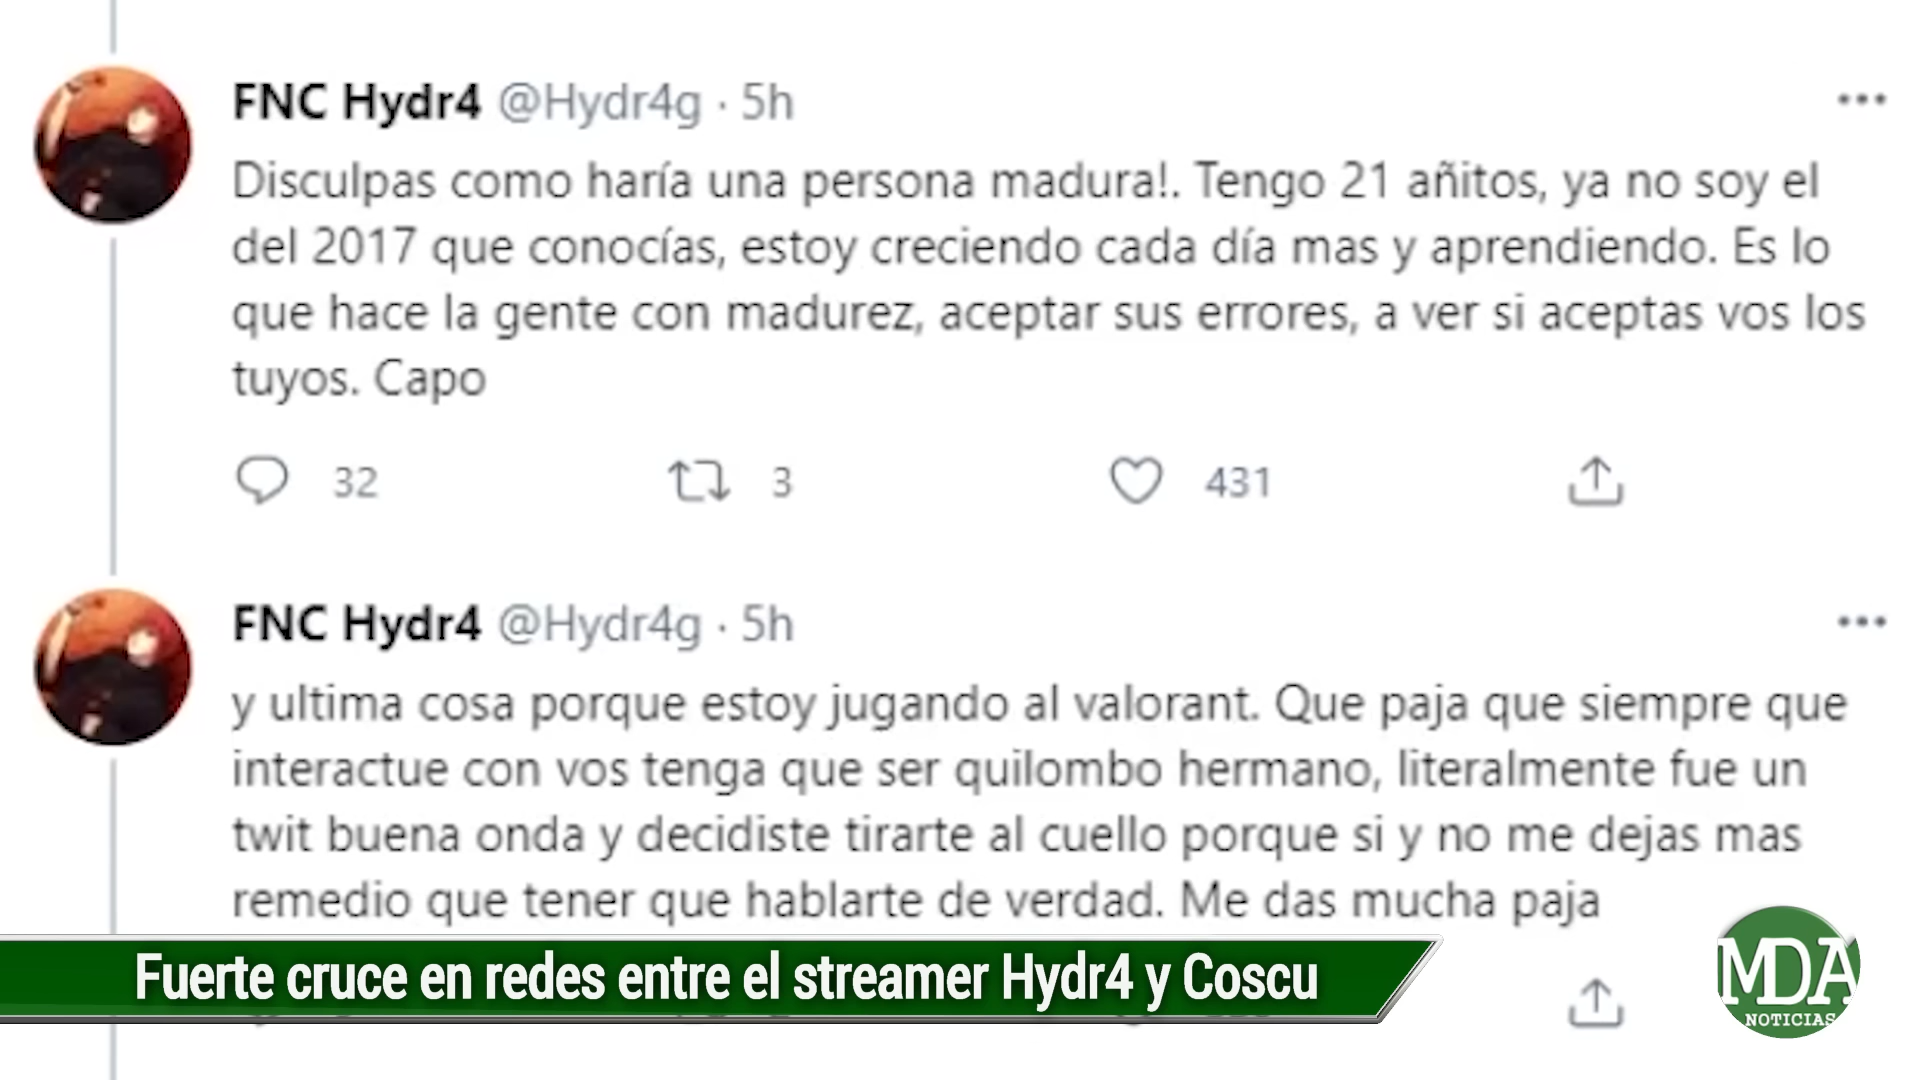 FNC Hydr4 @Hydr4g · 5h
Disculpas como haría una persona madura!. Tengo 21 añitos, ya no soy el
del 2017 que conocías, estoy creciendo cada día mas y aprendiendo. Es lo
que hace la gente con madurez, aceptar sus errores, a ver si aceptas vos los
tuyos. Capo
32 3 431
FNC Hydr4 @Hydr4g · 5h
y ultima cosa porque estoy jugando al valorant. Que paja que siempre que
interactue con vos tenga que ser quilombo hermano, literalmente fue un
twit buena onda y decidiste tirarte al cuello porque si y no me dejas mas
remedio que tener que hablarte de verdad. Me das mucha paja
Fuerte cruce en redes entre el streamer Hydr4 y Coscu
MDA
NOTICIAS